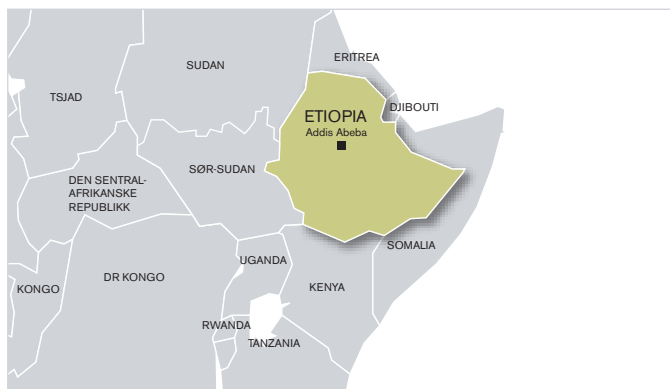 ERITREA
SUDAN
TSJAD
DJIBOUTI
ETIOPIA
Addis Abeba
SØR-SUDAN
DEN SENTRAL-
AFRIKANSKE
REPUBLIKK
SOMALIA
UGANDA
DR KONGO
KONGO
KENYA
RWANDA
TANZANIA